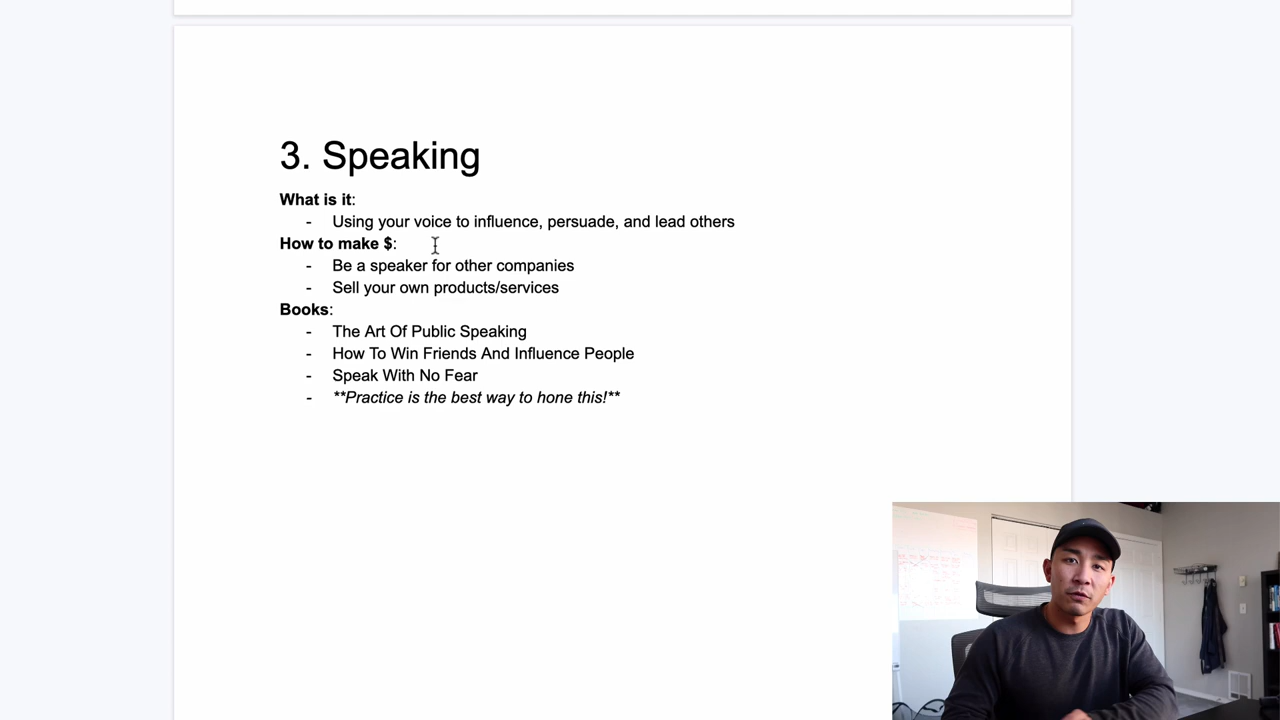 3. Speaking
What is it:
- Using your voice to influence, persuade, and lead others
How to make $:
- Be a speaker for other companies
- Sell your own products/services
Books:
- The Art Of Public Speaking
- How To Win Friends And Influence People
- Speak With No Fear
- **Practice is the best way to hone this!**